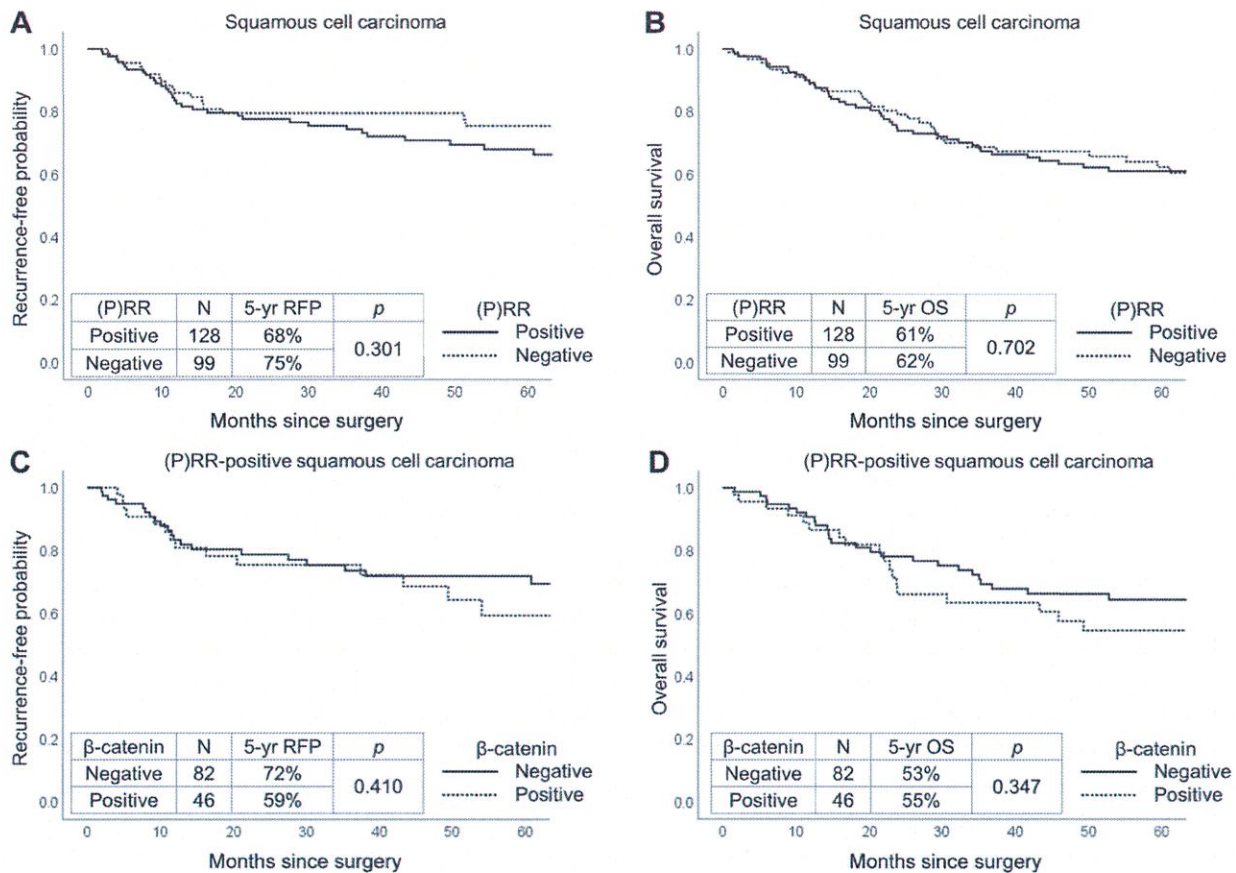 A
Squamous cell carcinoma
Recurrence-free probability
1.0
0.8
0.6
0.4
0.2
0.0
(P)RR N 5-yr RFP p
Positive 128 68% 0.301
Negative 99 75%
(P)RR
Positive
Negative
0 10 20 30 40 50 60
Months since surgery
B
Squamous cell carcinoma
Overall survival
1.0
0.8
0.6
0.4
0.2
0.0
(P)RR N 5-yr OS p
Positive 128 61% 0.702
Negative 99 62%
(P)RR
Positive
Negative
0 10 20 30 40 50 60
Months since surgery
C
(P)RR-positive squamous cell carcinoma
Recurrence-free probability
1.0
0.8
0.6
0.4
0.2
0.0
β-catenin N 5-yr RFP p
Negative 82 72% 0.410
Positive 46 59%
β-catenin
Negative
Positive
0 10 20 30 40 50 60
Months since surgery
D
(P)RR-positive squamous cell carcinoma
Overall survival
1.0
0.8
0.6
0.4
0.2
0.0
β-catenin N 5-yr OS p
Negative 82 53% 0.347
Positive 46 55%
β-catenin
Negative
Positive
0 10 20 30 40 50 60
Months since surgery